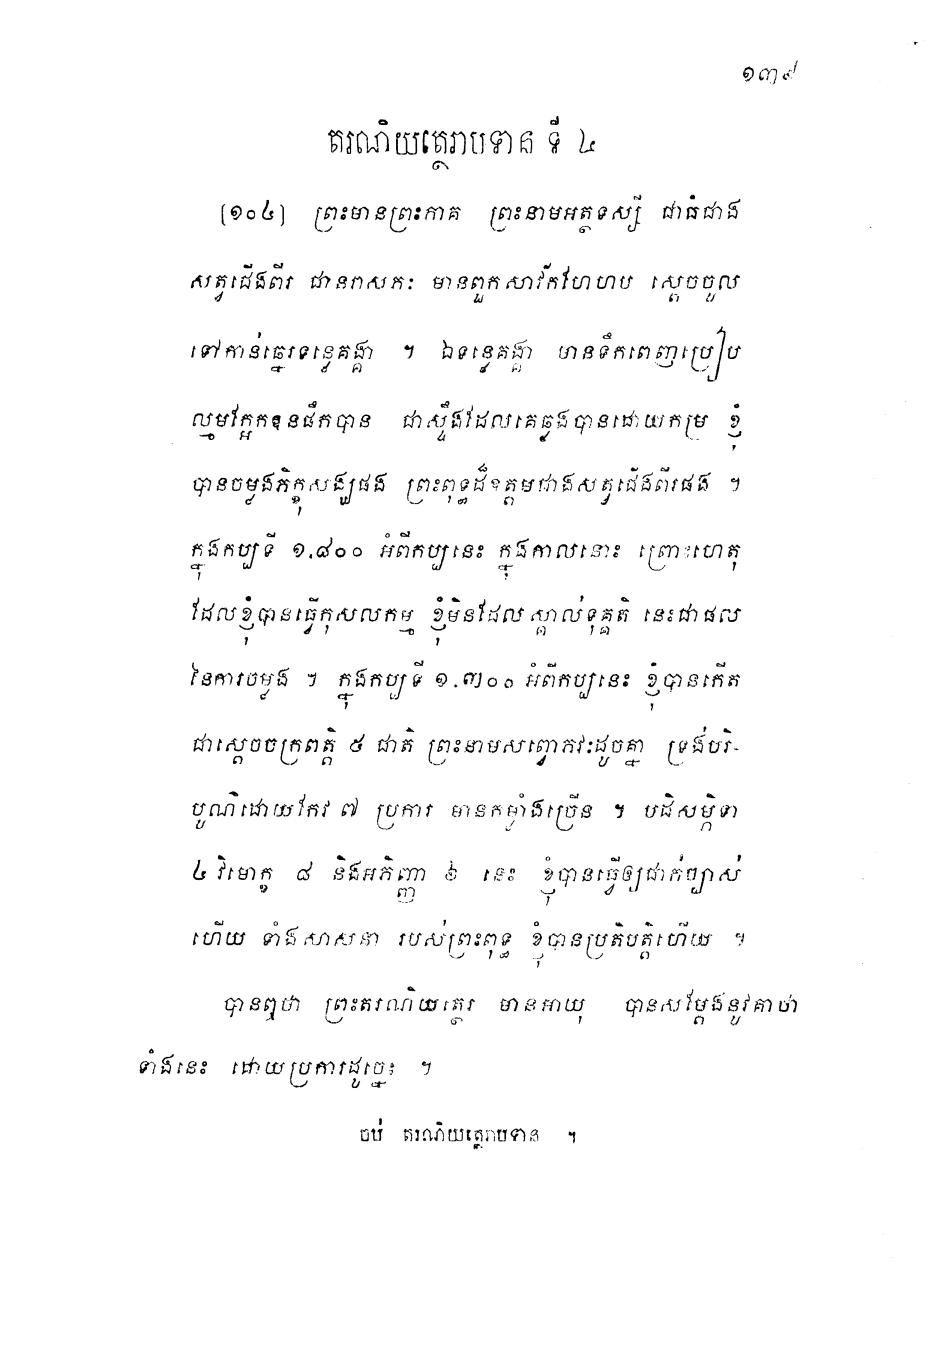 ១៣៩
តរណិយត្ថេរាបទាន ទី ៤
[១០៤] ព្រះមានព្រះភាគ ព្រះនាមអត្ថទស្សី ជាធំជាង
សត្វជើងពីរ ជានរាសភៈ មានពួកសាវ័កហែហប ស្តេចចូល
ទៅកាន់ឆ្នេរទន្លេគង្គា ។ ឯទន្លេគង្គា មានទឹកពេញប្រៀប
ល្មមក្អែកឱនផឹកបាន ជាស្ទឹងដែលគេឆ្លងបានដោយកម្រ ខ្ញុំ
បានចម្លងភិក្ខុសង្ឃផង ព្រះពុទ្ធដ៏ឧត្តមជាងសត្វជើងពីរផង ។
ក្នុងកប្បទី ១.៨០០ អំពីកប្បនេះ ក្នុងកាលនោះ ព្រោះហេតុ
ដែលខ្ញុំបានធ្វើកុសលកម្ម ខ្ញុំមិនដែលស្គាល់ទុគ្គតិ នេះជាផល
នៃការចម្លង ។ ក្នុងកប្បទី ១.៣០០ អំពីកប្បនេះ ខ្ញុំបានកើត
ជាស្តេចចក្រពត្តិ ៥ ជាតិ ព្រះនាមសព្វោភវៈដូចគ្នា ទ្រង់បរិ-
បូណ៌ដោយកែវ ៧ ប្រការ មានកម្លាំងច្រើន ។ បដិសម្ភិទា
៤ វិមោក្ខ ៨ និងអភិញ្ញា ៦ នេះ ខ្ញុំបានធ្វើឲ្យជាក់ច្បាស់
ហើយ ទាំងសាសនា របស់ព្រះពុទ្ធ ខ្ញុំបានប្រតិបត្តិហើយ ។
បានឮថា ព្រះតរណិយត្ថេរ មានអាយុ បានសម្តែងនូវគាថា
ទាំងនេះ ដោយប្រការដូច្នេះ ។
ចប់ តរណិយត្ថេរាបទាន ។